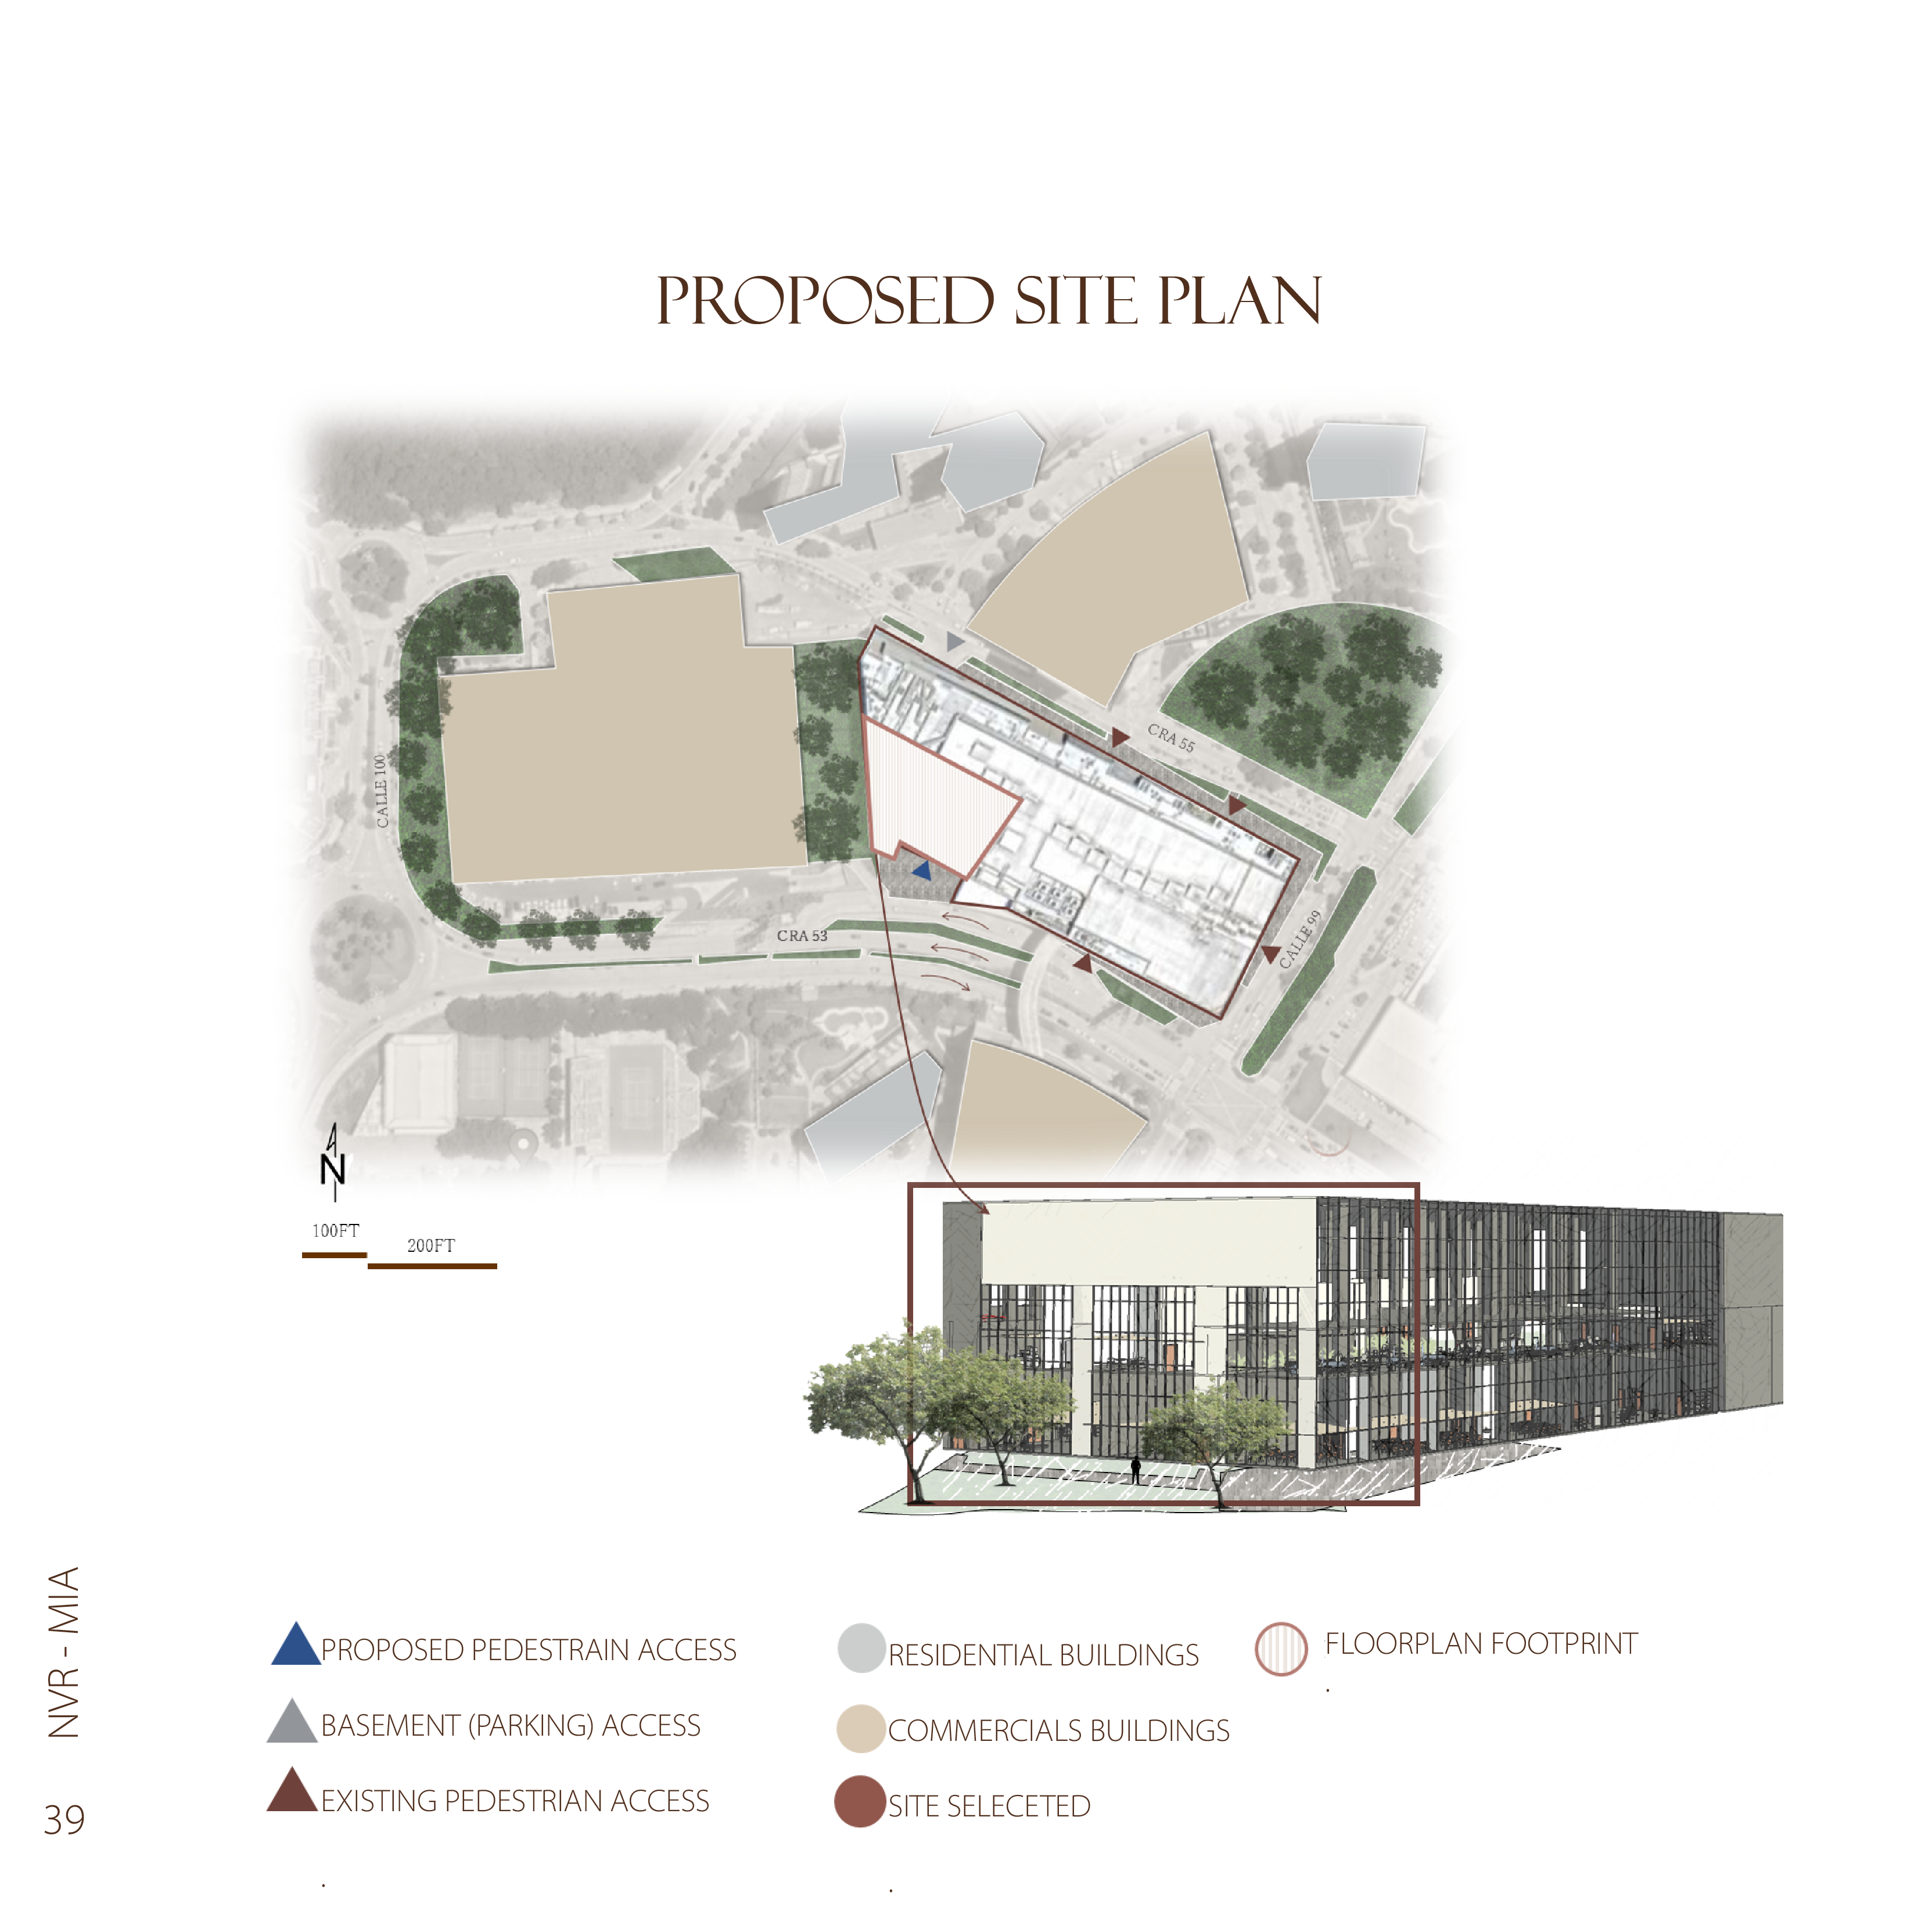 PROPOSED SITE PLAN
CRA 55
CALLE 100
CALLE 99
CRA 53
N
100FT
200FT
NVR - MIA
39
PROPOSED PEDESTRAIN ACCESS
BASEMENT (PARKING) ACCESS
EXISTING PEDESTRIAN ACCESS
RESIDENTIAL BUILDINGS
COMMERCIALS BUILDINGS
SITE SELECETED
FLOORPLAN FOOTPRINT